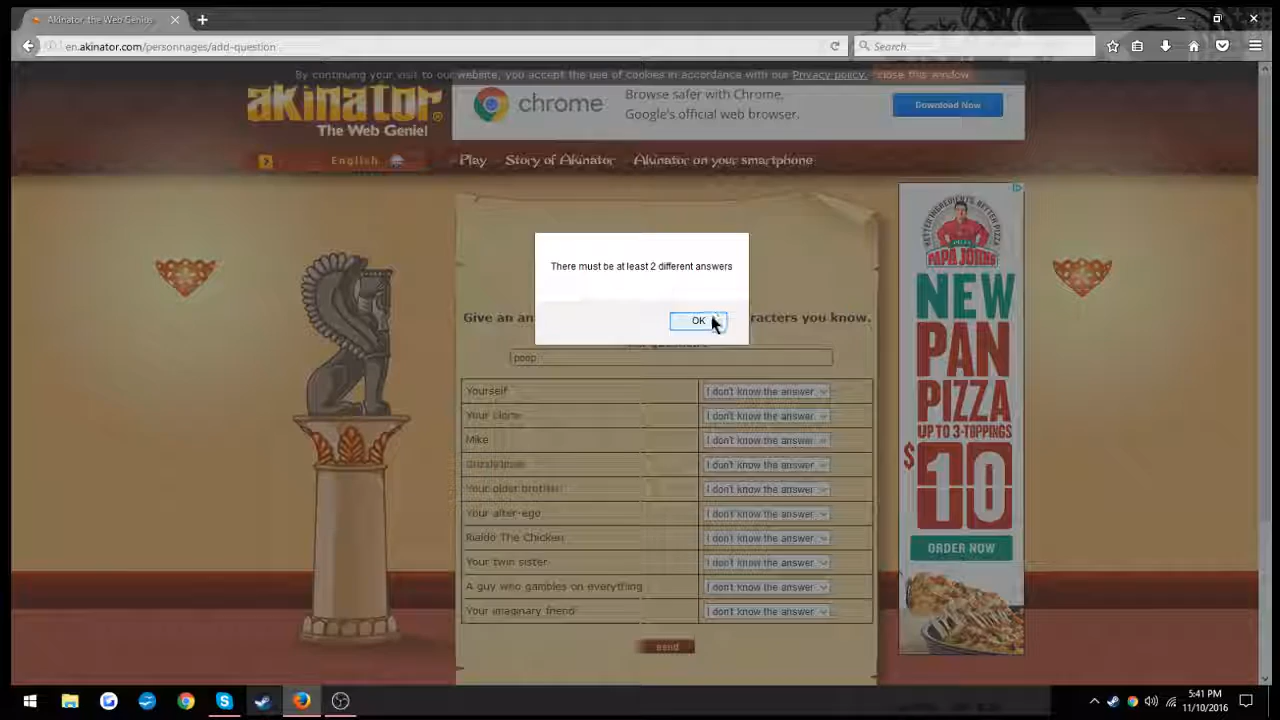 Akinator, the Web Genius
en.akinator.com/personnages/add-question
Search
By continuing your visit to our website, you accept the use of cookies in accordance with our Privacy policy. close this window
akinator®
The Web Genie!
chrome
Browse safer with Chrome,
Google's official web browser.
Download Now
English
Play
Story of Akinator
Akinator on your smartphone
There must be at least 2 different answers
OK
Give an an
racters you know.
poop
Yourself
I don't know the answer
Your clone
I don't know the answer
Mike
I don't know the answer
I don't know the answer
Your older brother
I don't know the answer
Your alter-ego
I don't know the answer
Rialdo The Chicken
I don't know the answer
Your twin sister
I don't know the answer
A guy who gambles on everything
I don't know the answer
Your imaginary friend
I don't know the answer
send
BETTER INGREDIENTS. BETTER PIZZA.
PAPA JOHNS
NEW
PAN
PIZZA
UP TO 3-TOPPINGS
$10
ORDER NOW
5:41 PM
11/10/2016